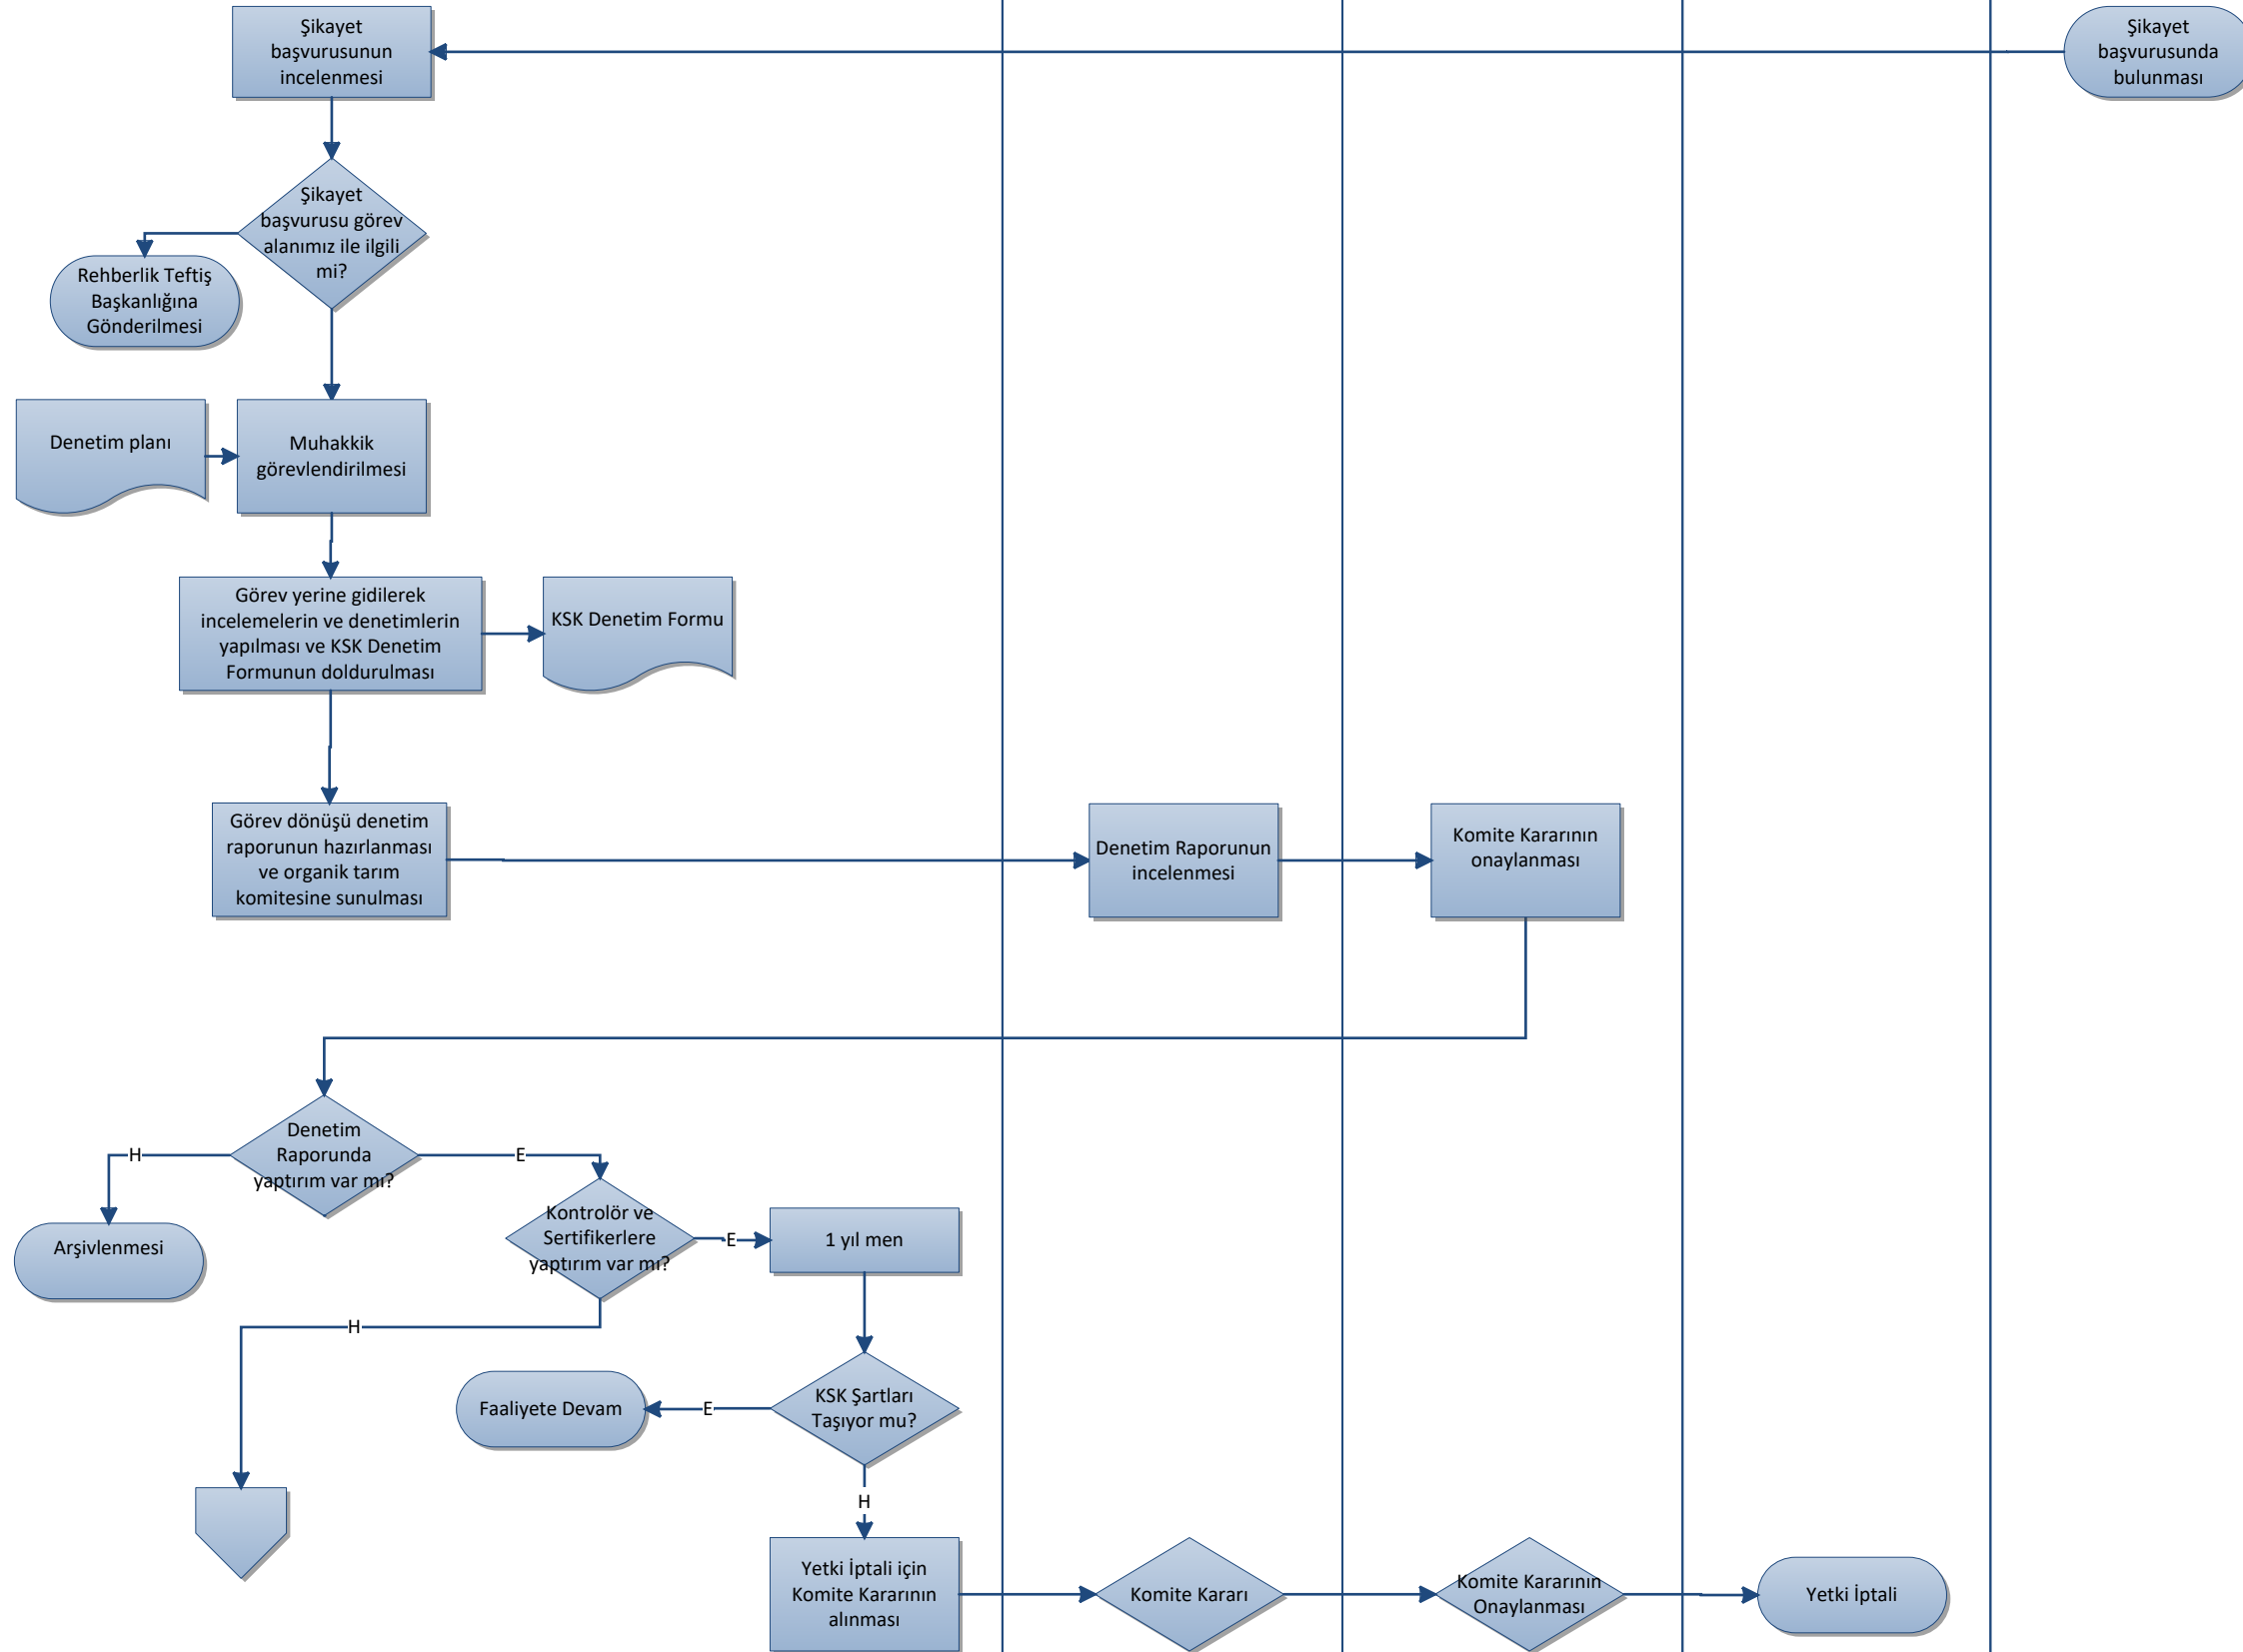 Şikayet
başvurusunun
incelenmesi
Şikayet
başvurusunda
bulunması
Şikayet
başvurusu görev
alanımız ile ilgili
mi?
Rehberlik Teftiş
Başkanlığına
Gönderilmesi
Denetim planı
Muhakkik
görevlendirilmesi
Görev yerine gidilerek
incelemelerin ve denetimlerin
yapılması ve KSK Denetim
Formunun doldurulması
KSK Denetim Formu
Görev dönüşü denetim
raporunun hazırlanması
ve organik tarım
komitesine sunulması
Denetim Raporunun
incelenmesi
Komite Kararının
onaylanması
Denetim
Raporunda
yaptırım var mı?
H
E
Arşivlenmesi
Kontrolör ve
Sertifikerlere
yaptırım var mı?
E
1 yıl men
H
KSK Şartları
Taşıyor mu?
E
Faaliyete Devam
H
Yetki İptali için
Komite Kararının
alınması
Komite Kararı
Komite Kararının
Onaylanması
Yetki İptali